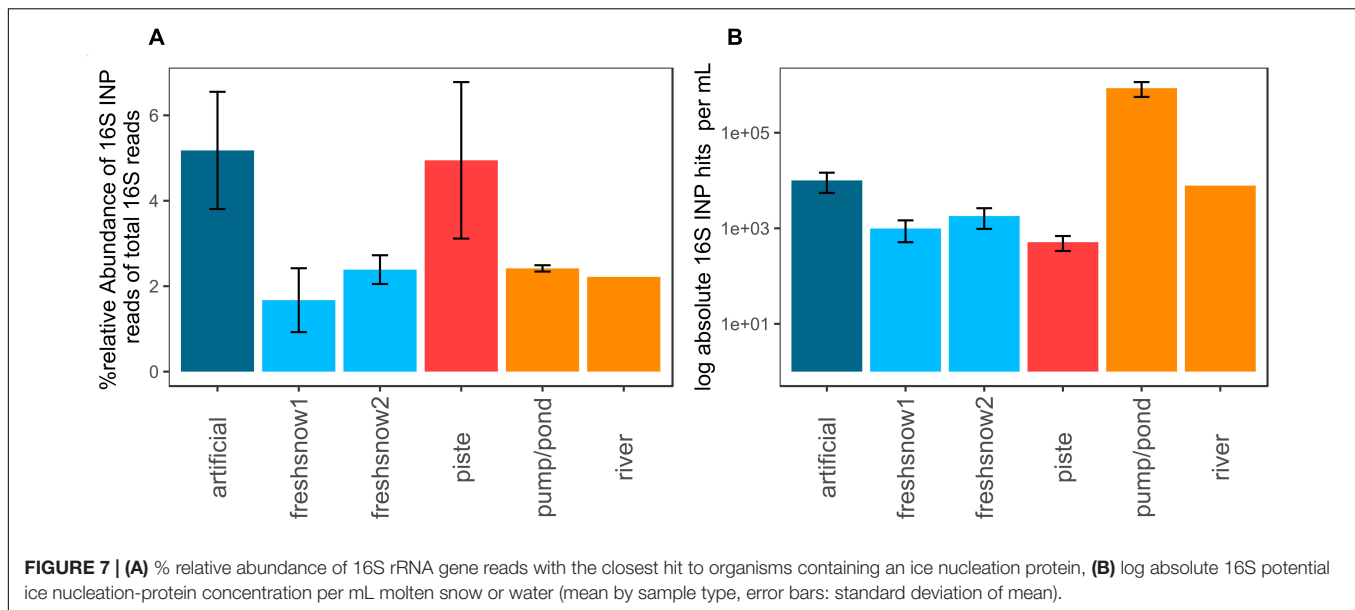 A
B
%relative Abundance of 16S INP
reads of total 16S reads
6
4
2
0
artificial
freshsnow1
freshsnow2
piste
pump/pond
river
log absolute 16S INP hits per mL
1e+05
1e+03
1e+01
artificial
freshsnow1
freshsnow2
piste
pump/pond
river
FIGURE 7 | (A) % relative abundance of 16S rRNA gene reads with the closest hit to organisms containing an ice nucleation protein, (B) log absolute 16S potential
ice nucleation-protein concentration per mL molten snow or water (mean by sample type, error bars: standard deviation of mean).